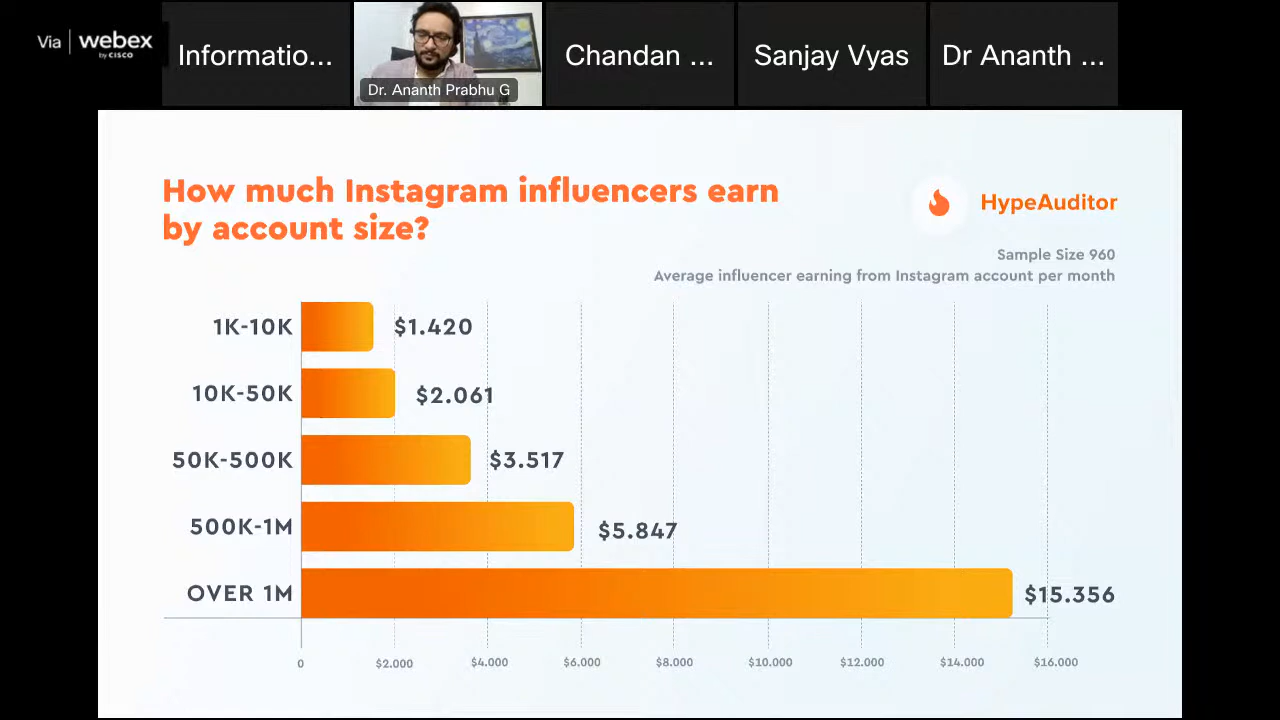 Via webex
by CISCO
Informatio...
Dr. Ananth Prabhu G
Chandan ...
Sanjay Vyas
Dr Ananth ...
How much Instagram influencers earn
by account size?
HypeAuditor
Sample Size 960
Average influencer earning from Instagram account per month
1K-10K $1.420
10K-50K $2.061
50K-500K $3.517
500K-1M $5.847
OVER 1M $15.356
0 $2.000 $4.000 $6.000 $8.000 $10.000 $12.000 $14.000 $16.000